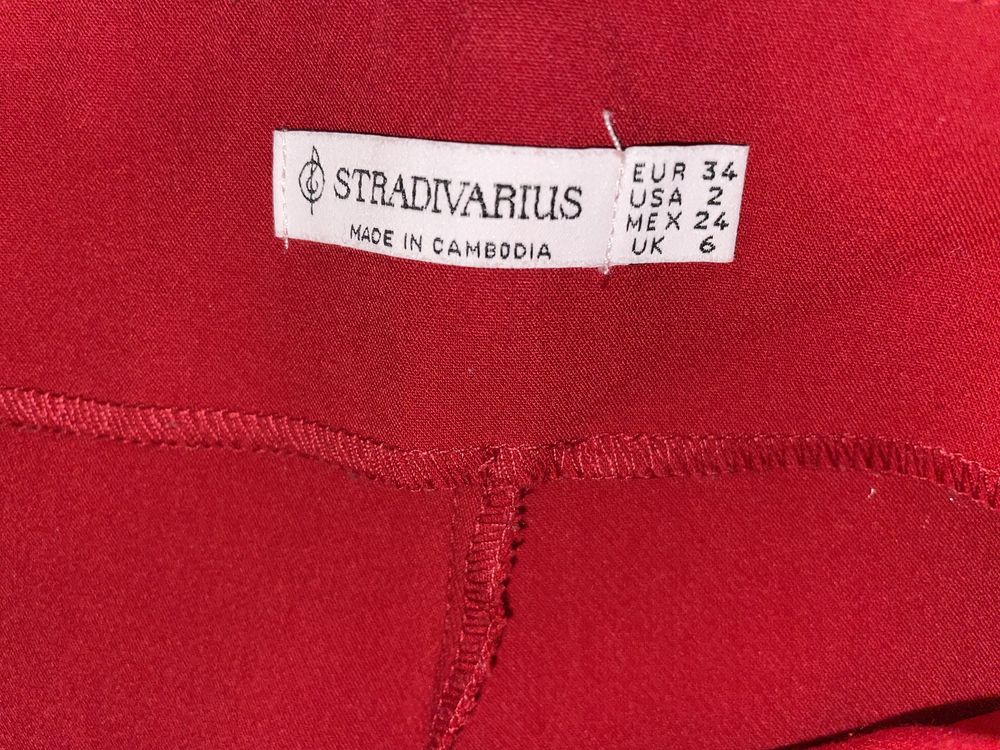 STRADIVARIUS
MADE IN CAMBODIA
EUR 34
USA 2
MEX 24
UK 6